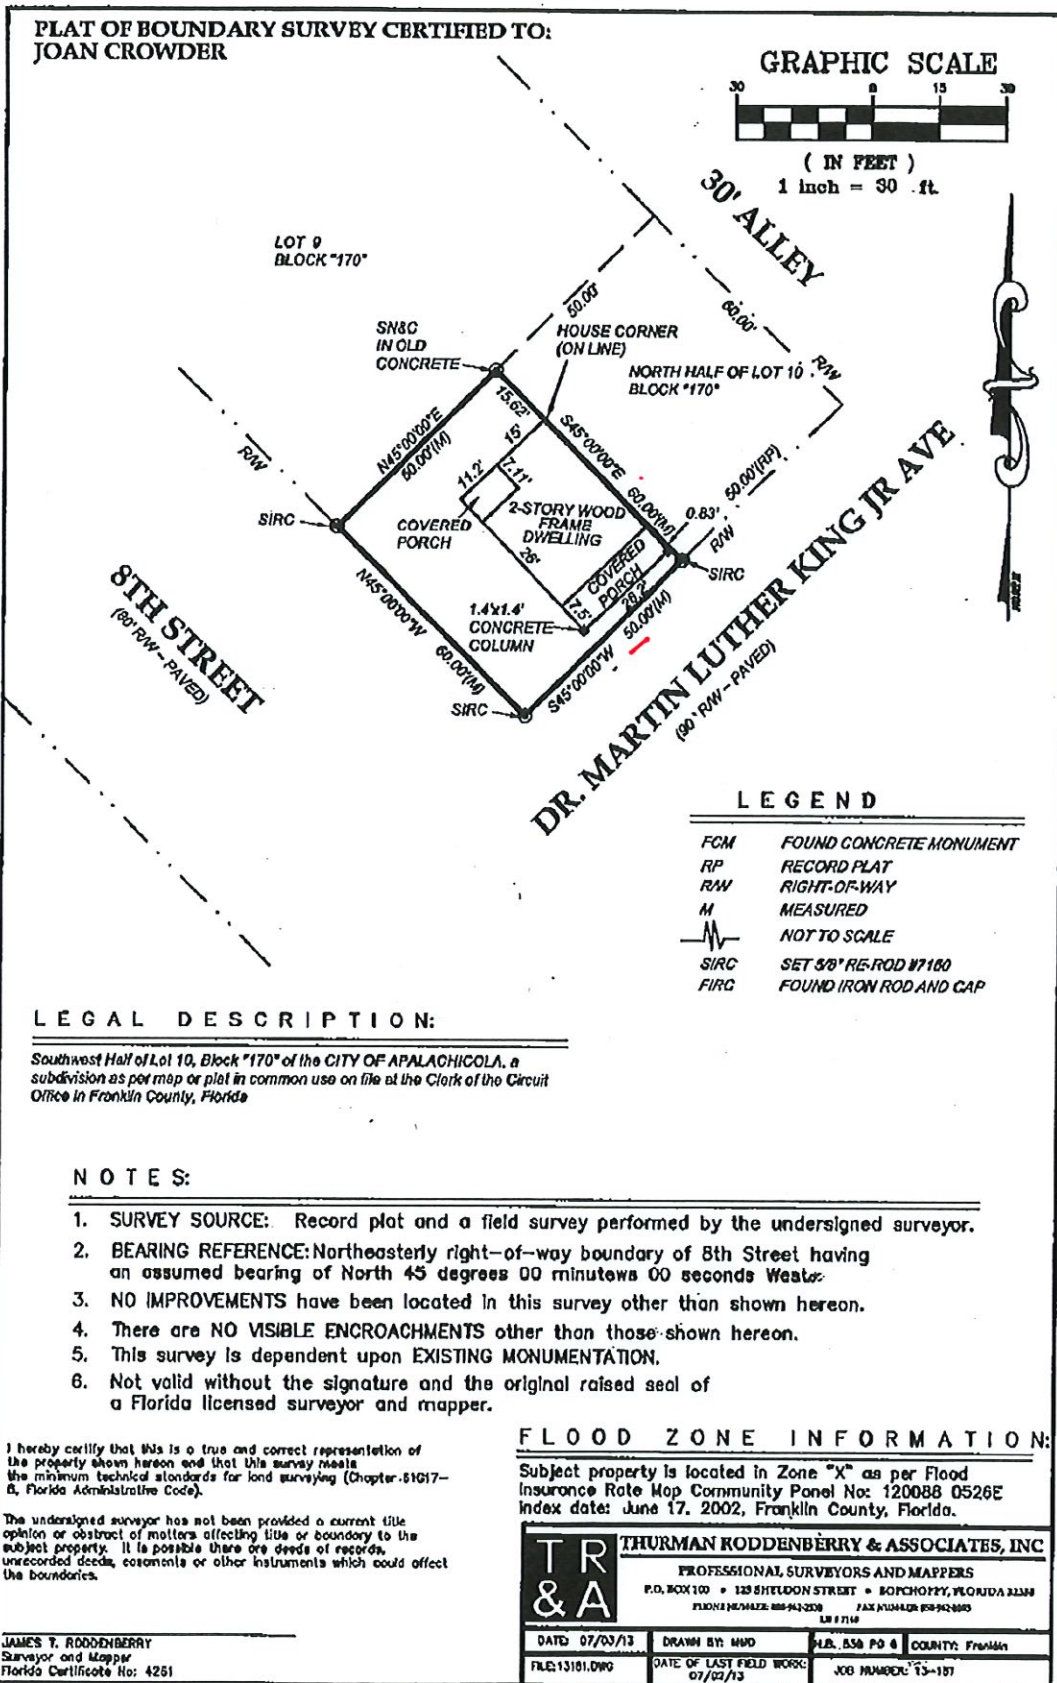 PLAT OF BOUNDARY SURVEY CERTIFIED TO:
JOAN CROWDER
GRAPHIC SCALE
30 0 15 30
( IN FEET )
1 inch = 30 ft.
30' ALLEY
LOT 9
BLOCK "170"
50.00'
60.00'
R/W
SN&C
IN OLD
CONCRETE
HOUSE CORNER
(ON LINE)
NORTH HALF OF LOT 10
BLOCK "170"
15.62'
S45°00'00"E
60.00'(M)
N45°00'00"E
50.00'(M)
R/W
15'
11.2'
7.11'
2-STORY WOOD
FRAME
DWELLING
COVERED
PORCH
26'
COVERED
PORCH
0.83'
50.00'(RP)
R/W
SIRC
SIRC
7.5'
28.2'
50.00'(M)
S45°00'00"W
1.4'x1.4'
CONCRETE
COLUMN
N45°00'00"W
60.00'(M)
SIRC
8TH STREET
(80' R/W - PAVED)
DR. MARTIN LUTHER KING JR AVE
(90' R/W - PAVED)
LEGEND
FCM FOUND CONCRETE MONUMENT
RP RECORD PLAT
R/W RIGHT-OF-WAY
M MEASURED
NOT TO SCALE
SIRC SET 5/8" RE-ROD #7160
FIRC FOUND IRON ROD AND CAP
LEGAL DESCRIPTION:
Southwest Half of Lot 10, Block "170" of the CITY OF APALACHICOLA, a
subdivision as per map or plat in common use on file at the Clerk of the Circuit
Office in Franklin County, Florida
NOTES:
1. SURVEY SOURCE: Record plat and a field survey performed by the undersigned surveyor.
2. BEARING REFERENCE: Northeasterly right-of-way boundary of 8th Street having
an assumed bearing of North 45 degrees 00 minutews 00 seconds West.
3. NO IMPROVEMENTS have been located in this survey other than shown hereon.
4. There are NO VISIBLE ENCROACHMENTS other than those shown hereon.
5. This survey is dependent upon EXISTING MONUMENTATION.
6. Not valid without the signature and the original raised seal of
a Florida licensed surveyor and mapper.
I hereby certify that this is a true and correct representation of
the property shown hereon and that this survey meets
the minimum technical standards for land surveying (Chapter 61G17-
6, Florida Administrative Code).
The undersigned surveyor has not been provided a current title
opinion or abstract of matters affecting title or boundary to the
subject property. It is possible there are deeds of records,
unrecorded deeds, easments or other instruments which could affect
the boundaries.
JAMES T. RODDENBERRY
Surveyor and Mapper
Florida Certificate No: 4261
FLOOD ZONE INFORMATION:
Subject property is located in Zone "X" as per Flood
Insurance Rate Map Community Panel No: 120088 0526E
Index date: June 17. 2002, Franklin County, Florida.
TR
&A
THURMAN RODDENBERRY & ASSOCIATES, INC
PROFESSIONAL SURVEYORS AND MAPPERS
P.O. BOX 100 • 125 SHELDON STREET • SOPCHOPPY, FLORIDA
PHONE NUMBER: FAX NUMBER:
DATE: 07/03/13 DRAWN BY: MWD COUNTY: Franklin
FILE: 13181.DWG DATE OF LAST FIELD WORK:
07/02/13
JOB NUMBER: 13-187